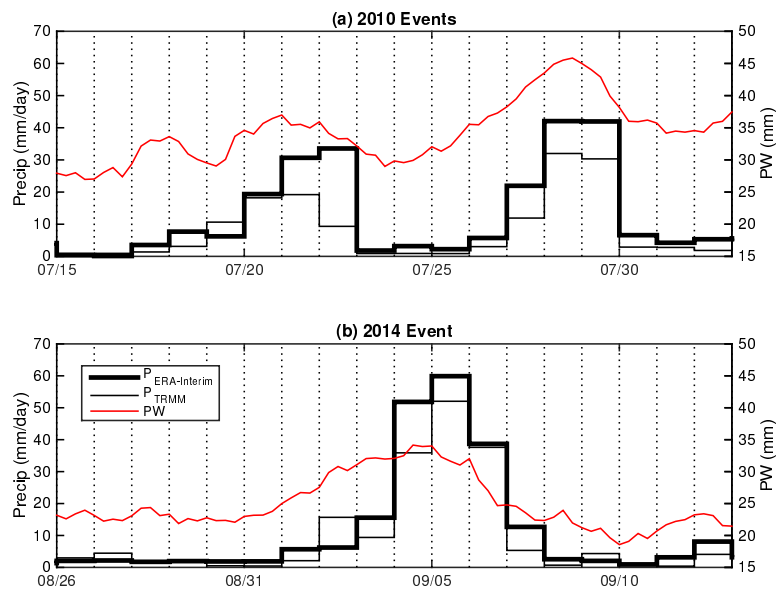 (a) 2010 Events
70 50
60 45
50 40
40 35
30 30
20 25
10 20
0 15
Precip (mm/day)
PW (mm)
07/15 07/20 07/25 07/30
(b) 2014 Event
70 50
60 45
50 40
40 35
30 30
20 25
10 20
0 15
Precip (mm/day)
PW (mm)
P ERA-Interim
P TRMM
PW
08/26 08/31 09/05 09/10